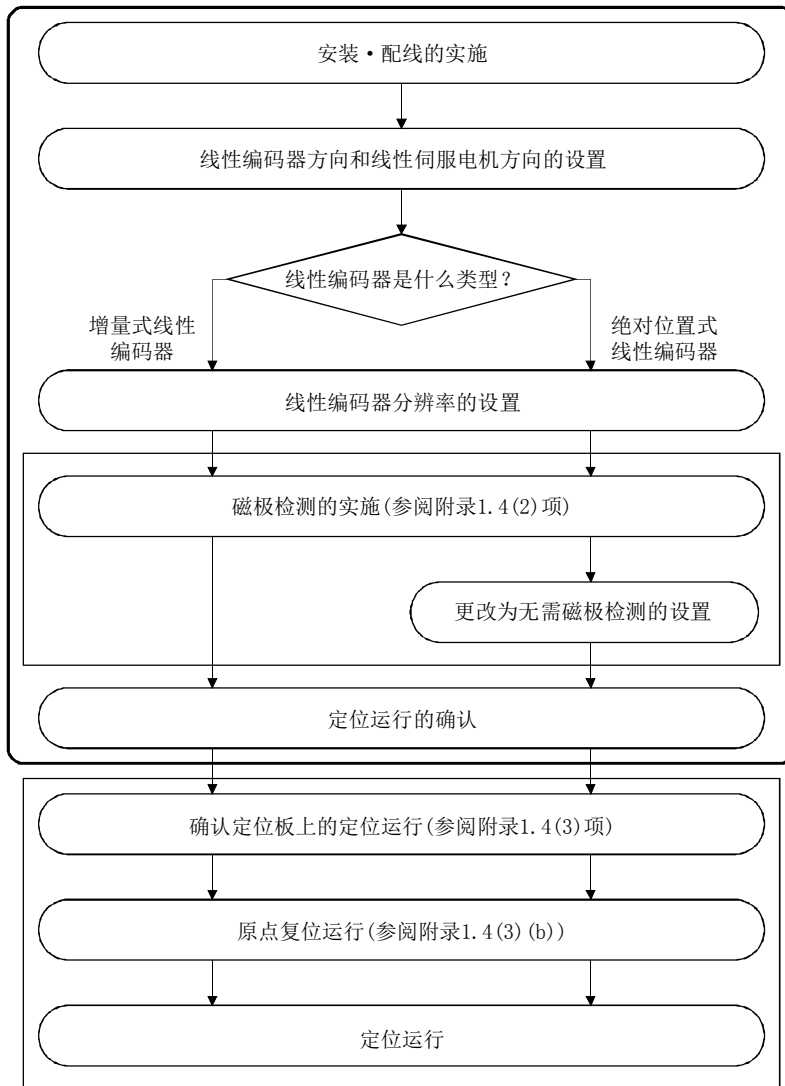 安装·配线的实施
线性编码器方向和线性伺服电机方向的设置
线性编码器是什么类型？
增量式线性
编码器
绝对位置式
线性编码器
线性编码器分辨率的设置
磁极检测的实施(参阅附录1.4(2)项)
更改为无需磁极检测的设置
定位运行的确认
确认定位板上的定位运行(参阅附录1.4(3)项)
原点复位运行(参阅附录1.4(3)(b))
定位运行